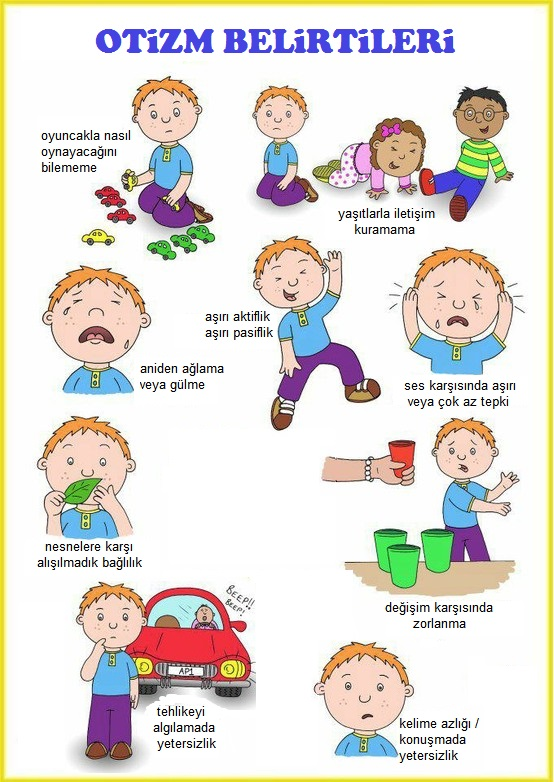 OTİZM BELİRTİLERİ
oyuncakla nasıl
oynayacağını
bilememe
yaşıtlarla iletişim
kuramama
aniden ağlama
veya gülme
aşırı aktiflik
aşırı pasiflik
ses karşısında aşırı
veya çok az tepki
nesnelere karşı
alışılmadık bağlılık
değişim karşısında
zorlanma
BEEP!!
BEEP!
AP1
tehlikeyi
algılamada
yetersizlik
kelime azlığı /
konuşmada
yetersizlik